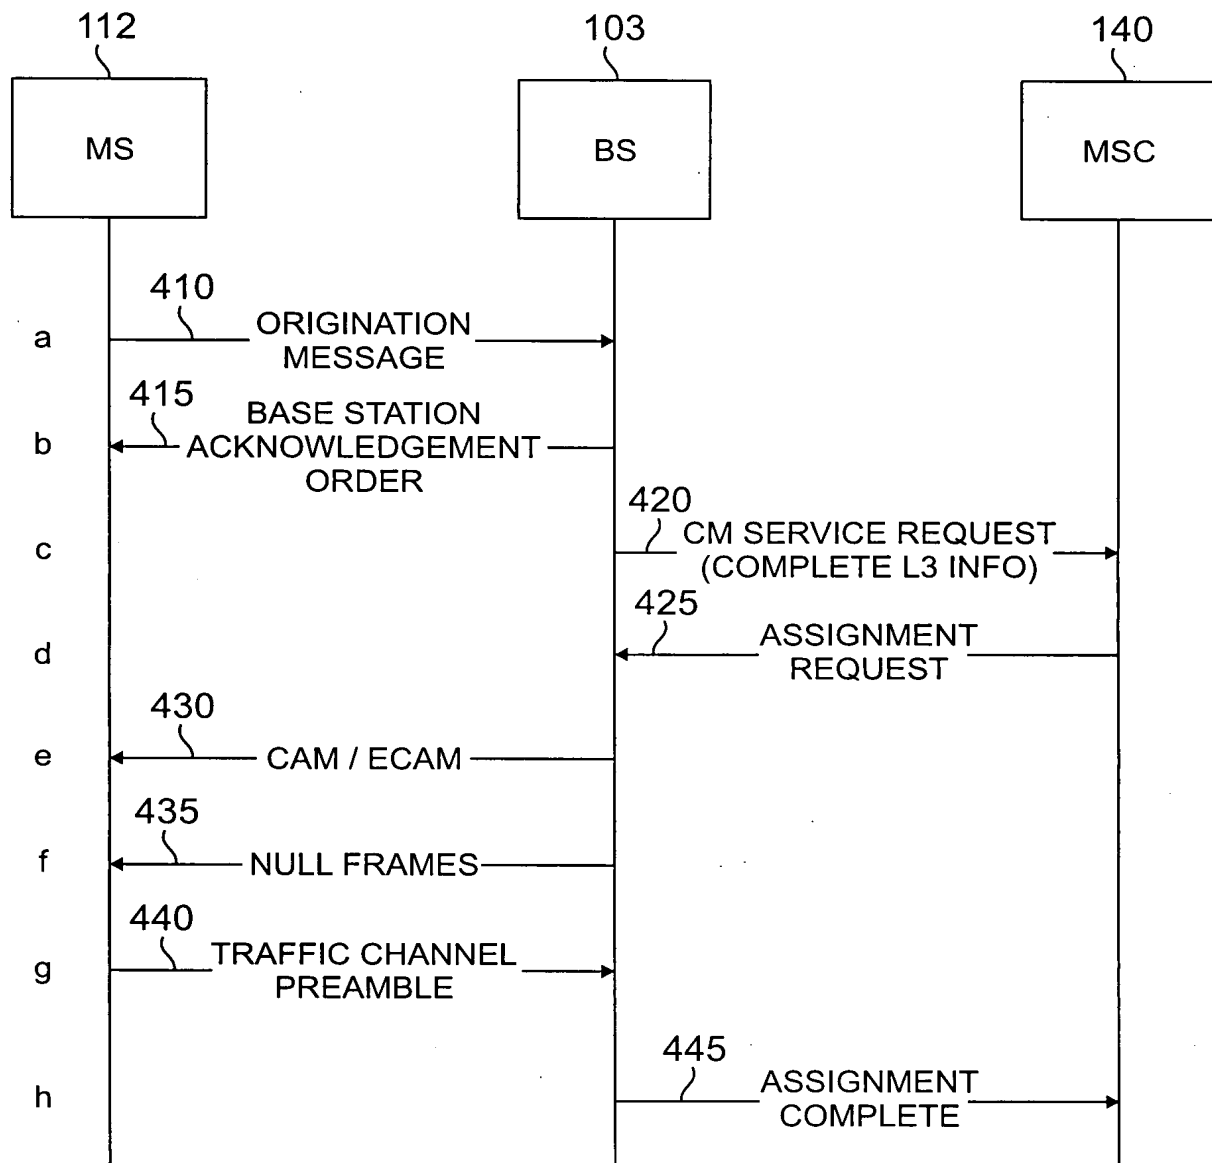 112
103
140
MS
BS
MSC
410
a
ORIGINATION
MESSAGE
415
b
BASE STATION
ACKNOWLEDGEMENT
ORDER
420
c
CM SERVICE REQUEST
(COMPLETE L3 INFO)
425
d
ASSIGNMENT
REQUEST
430
e
CAM / ECAM
435
f
NULL FRAMES
440
g
TRAFFIC CHANNEL
PREAMBLE
445
h
ASSIGNMENT
COMPLETE